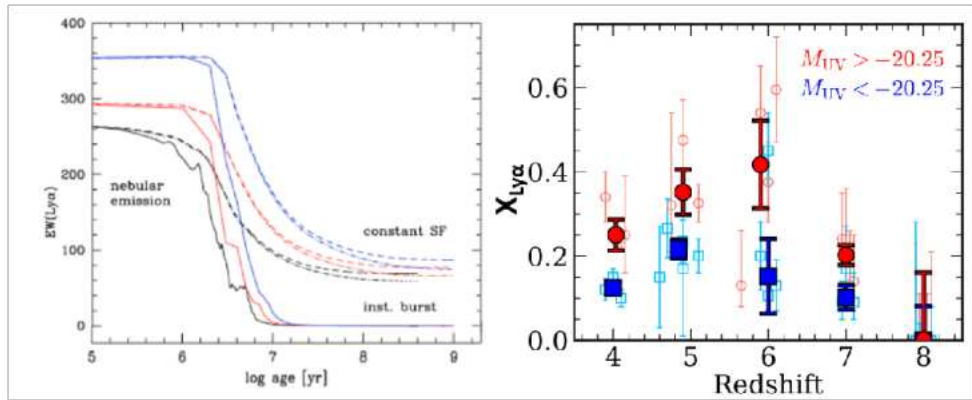 400
300
200
100
0
EW(Lyα)
nebular
emission
constant SF
inst. burst
5 6 7 8 9
log age [yr]
M_UV > −20.25
M_UV < −20.25
0.6
0.4
0.2
0.0
X_Lyα
4 5 6 7 8
Redshift